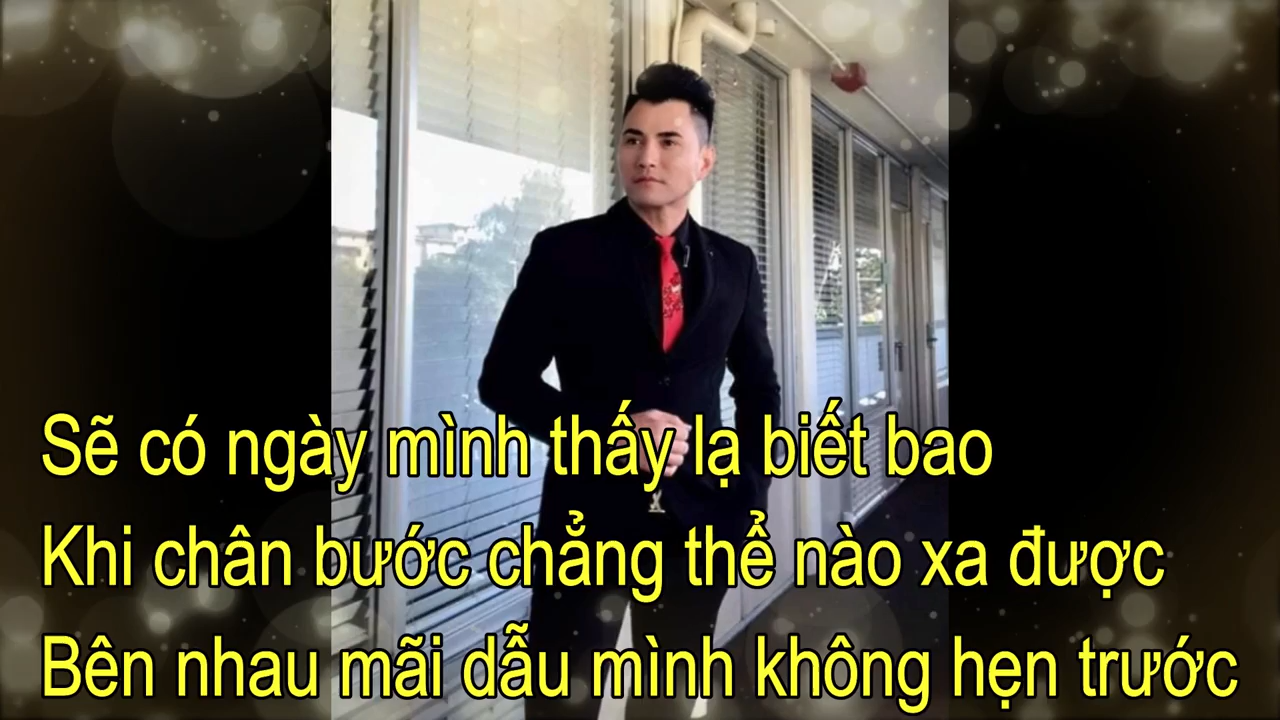 Sẽ có ngày mình thấy lạ biết bao
Khi chân bước chẳng thể nào xa được
Bên nhau mãi dẫu mình không hẹn trước